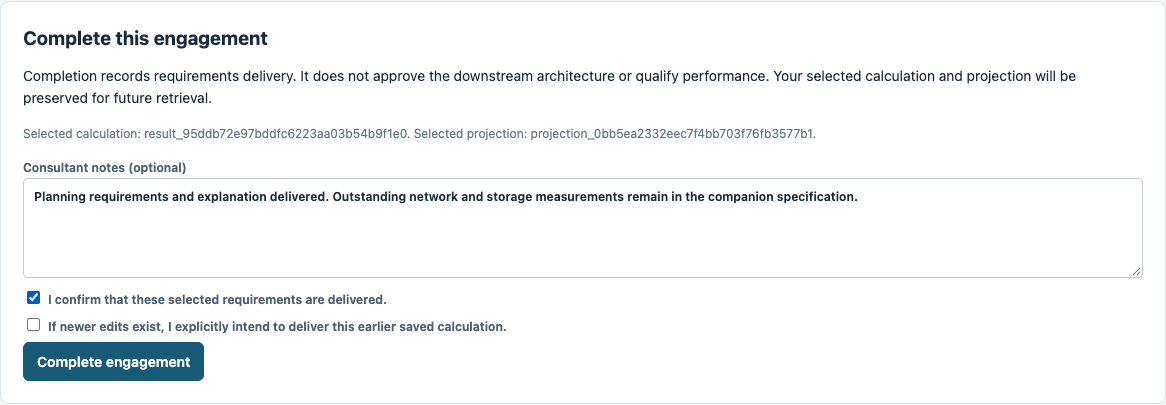 Complete this engagement
Completion records requirements delivery. It does not approve the downstream architecture or qualify performance. Your selected calculation and projection will be
preserved for future retrieval.
Selected calculation: result_95ddb72e97bddfc6223aa03b54b9f1e0. Selected projection: projection_0bb5ea2332eec7f4bb703f76fb3577b1.
Consultant notes (optional)
Planning requirements and explanation delivered. Outstanding network and storage measurements remain in the companion specification.
I confirm that these selected requirements are delivered.
If newer edits exist, I explicitly intend to deliver this earlier saved calculation.
Complete engagement